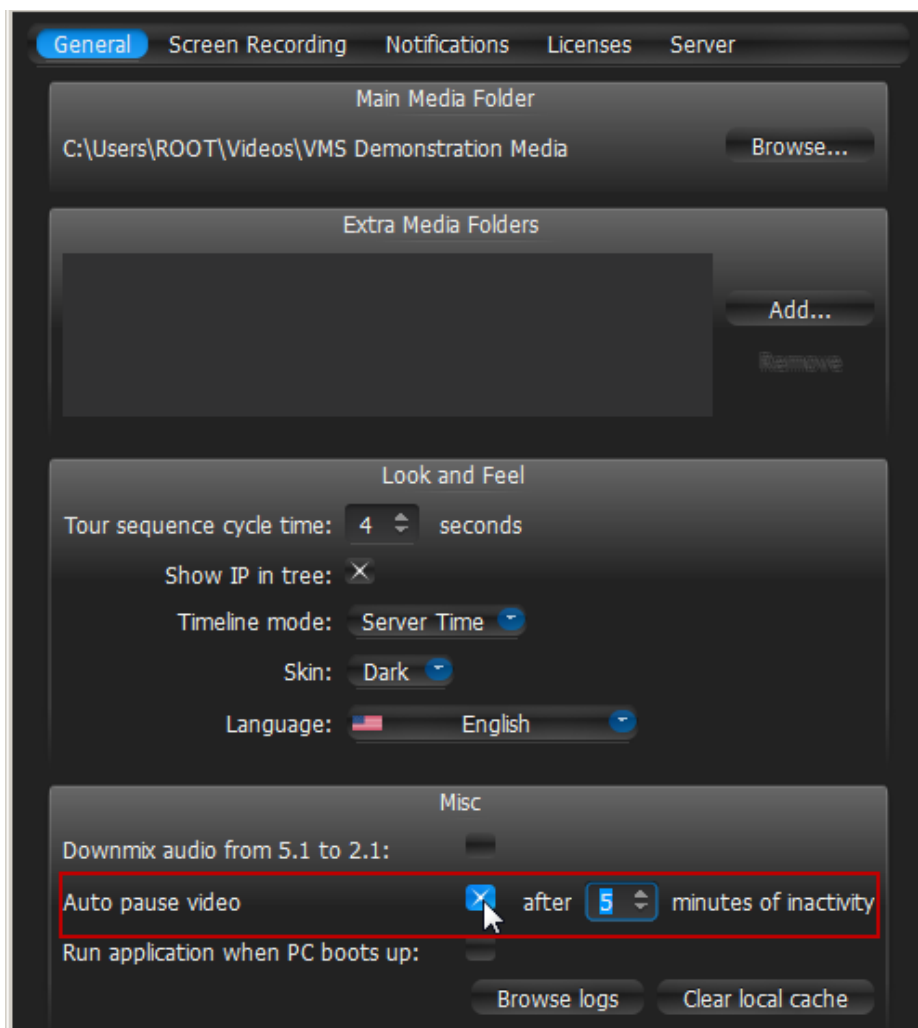 General Screen Recording Notifications Licenses Server
Main Media Folder
C:\Users\ROOT\Videos\VMS Demonstration Media Browse...
Extra Media Folders
Add...
Remove
Look and Feel
Tour sequence cycle time: 4 seconds
Show IP in tree:
Timeline mode: Server Time
Skin: Dark
Language: English
Misc
Downmix audio from 5.1 to 2.1:
Auto pause video after 5 minutes of inactivity
Run application when PC boots up:
Browse logs Clear local cache